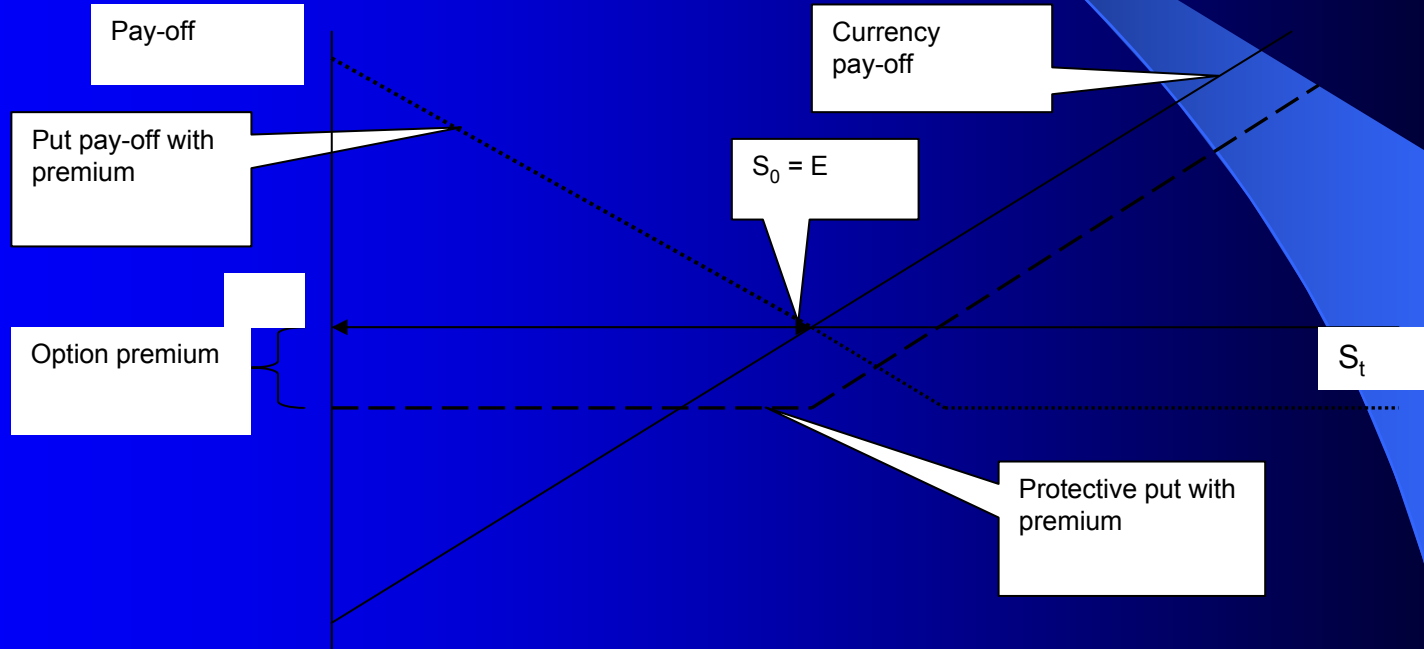 Pay-off
Currency
pay-off
Put pay-off with
premium
S₀ = E
Option premium
Sₜ
Protective put with
premium